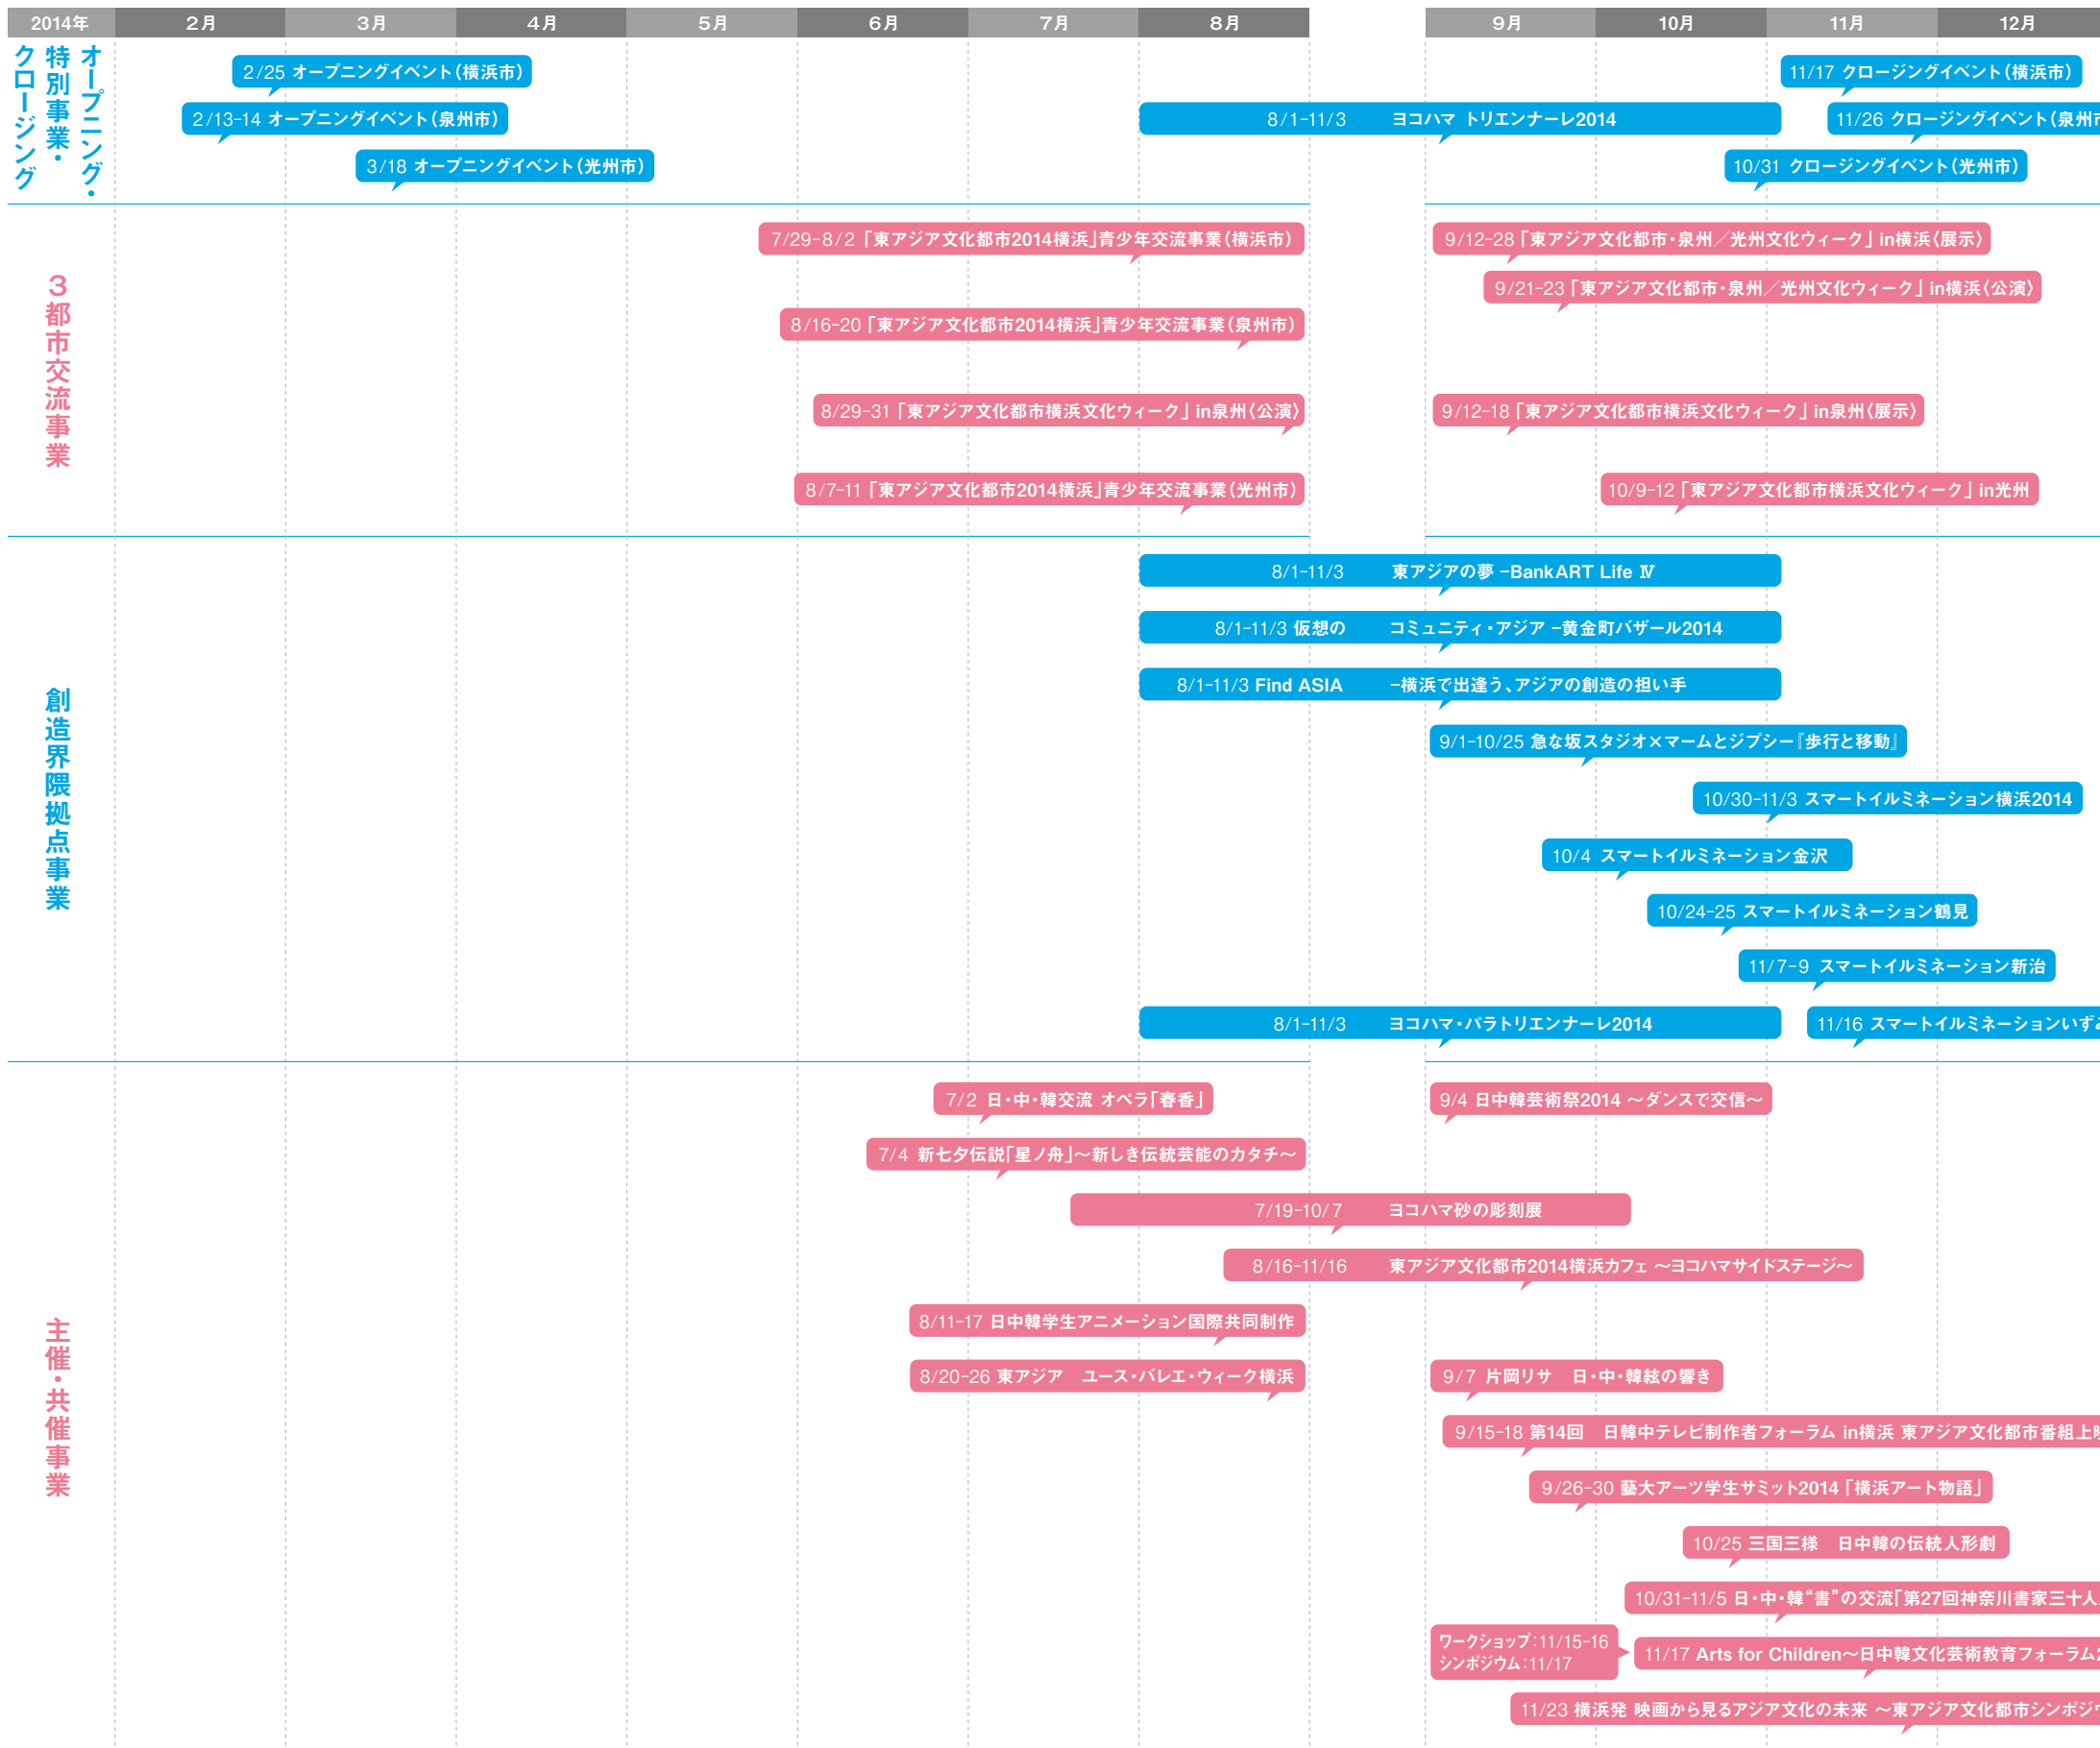 2014年 2月 3月 4月 5月 6月 7月 8月 9月 10月 11月 12月
オープニング・
特別事業・
クロージング
2/25 オープニングイベント（横浜市）
11/17 クロージングイベント（横浜市）
2/13-14 オープニングイベント（泉州市）
8/1-11/3 ヨコハマ トリエンナーレ2014
11/26 クロージングイベント（泉州
3/18 オープニングイベント（光州市）
10/31 クロージングイベント（光州市）
3都市交流事業
7/29-8/2「東アジア文化都市2014横浜」青少年交流事業（横浜市）
9/12-28「東アジア文化都市・泉州／光州文化ウィーク」in横浜〈展示〉
9/21-23「東アジア文化都市・泉州／光州文化ウィーク」in横浜〈公演〉
8/16-20「東アジア文化都市2014横浜」青少年交流事業（泉州市）
8/29-31「東アジア文化都市横浜文化ウィーク」in泉州〈公演〉
9/12-18「東アジア文化都市横浜文化ウィーク」in泉州〈展示〉
8/7-11「東アジア文化都市2014横浜」青少年交流事業（光州市）
10/9-12「東アジア文化都市横浜文化ウィーク」in光州
創造界隈拠点事業
8/1-11/3 東アジアの夢 −BankART Life Ⅳ
8/1-11/3 仮想の コミュニティ・アジア −黄金町バザール2014
8/1-11/3 Find ASIA −横浜で出逢う、アジアの創造の担い手
9/1-10/25 急な坂スタジオ×マームとジプシー『歩行と移動』
10/30-11/3 スマートイルミネーション横浜2014
10/4 スマートイルミネーション金沢
10/24-25 スマートイルミネーション鶴見
11/7-9 スマートイルミネーション新治
8/1-11/3 ヨコハマ・パラトリエンナーレ2014
11/16 スマートイルミネーションいず
主催・共催事業
7/2 日・中・韓交流 オペラ「春香」
9/4 日中韓芸術祭2014 〜ダンスで交信〜
7/4 新七夕伝説「星ノ舟」〜新しき伝統芸能のカタチ〜
7/19-10/7 ヨコハマ砂の彫刻展
8/16-11/16 東アジア文化都市2014横浜カフェ 〜ヨコハマサイドステージ〜
8/11-17 日中韓学生アニメーション国際共同制作
8/20-26 東アジア　ユース・バレエ・ウィーク横浜
9/7 片岡リサ　日・中・韓絃の響き
9/15-18 第14回　日韓中テレビ制作者フォーラム in横浜 東アジア文化都市番組上
9/26-30 藝大アーツ学生サミット2014「横浜アート物語」
10/25 三国三様　日中韓の伝統人形劇
10/31-11/5 日・中・韓“書”の交流「第27回神奈川書家三十人
ワークショップ：11/15-16
シンポジウム：11/17
11/17 Arts for Children〜日中韓文化芸術教育フォーラム
11/23 横浜発 映画から見るアジア文化の未来 〜東アジア文化都市シンポジ